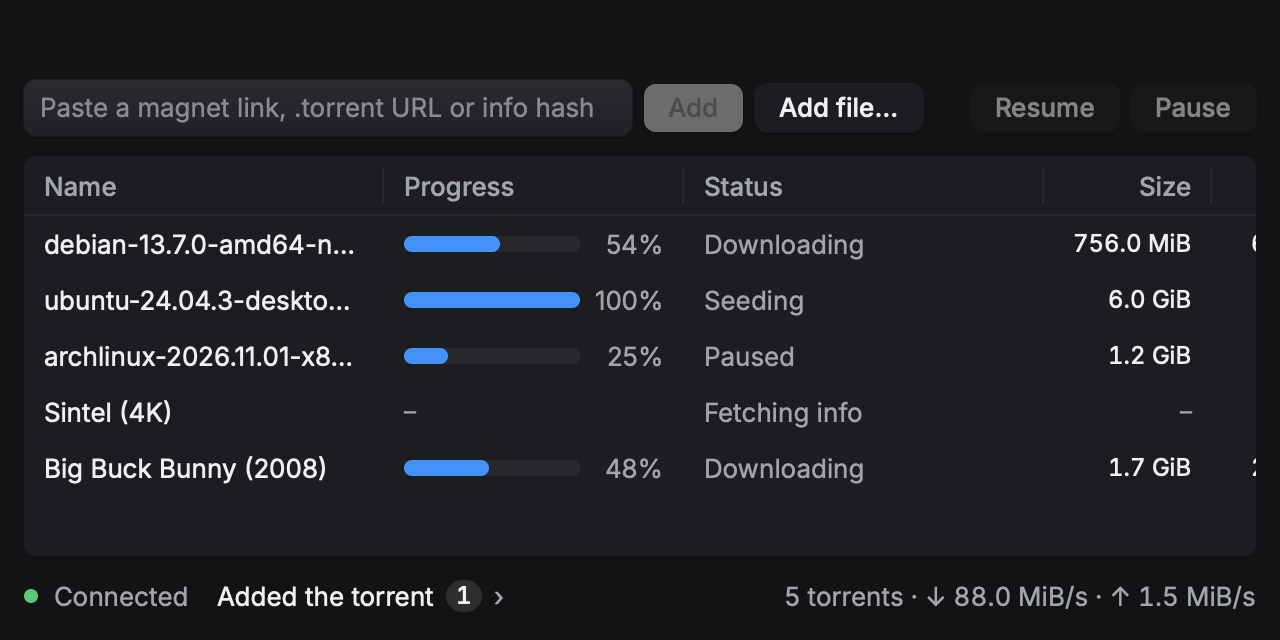 Paste a magnet link, .torrent URL or info hash Add Add file... Resume Pause
Name Progress Status Size
debian-13.7.0-amd64-n... 54% Downloading 756.0 MiB
ubuntu-24.04.3-deskto... 100% Seeding 6.0 GiB
archlinux-2026.11.01-x8... 25% Paused 1.2 GiB
Sintel (4K) – Fetching info –
Big Buck Bunny (2008) 48% Downloading 1.7 GiB
Connected Added the torrent 1 › 5 torrents · ↓ 88.0 MiB/s · ↑ 1.5 MiB/s